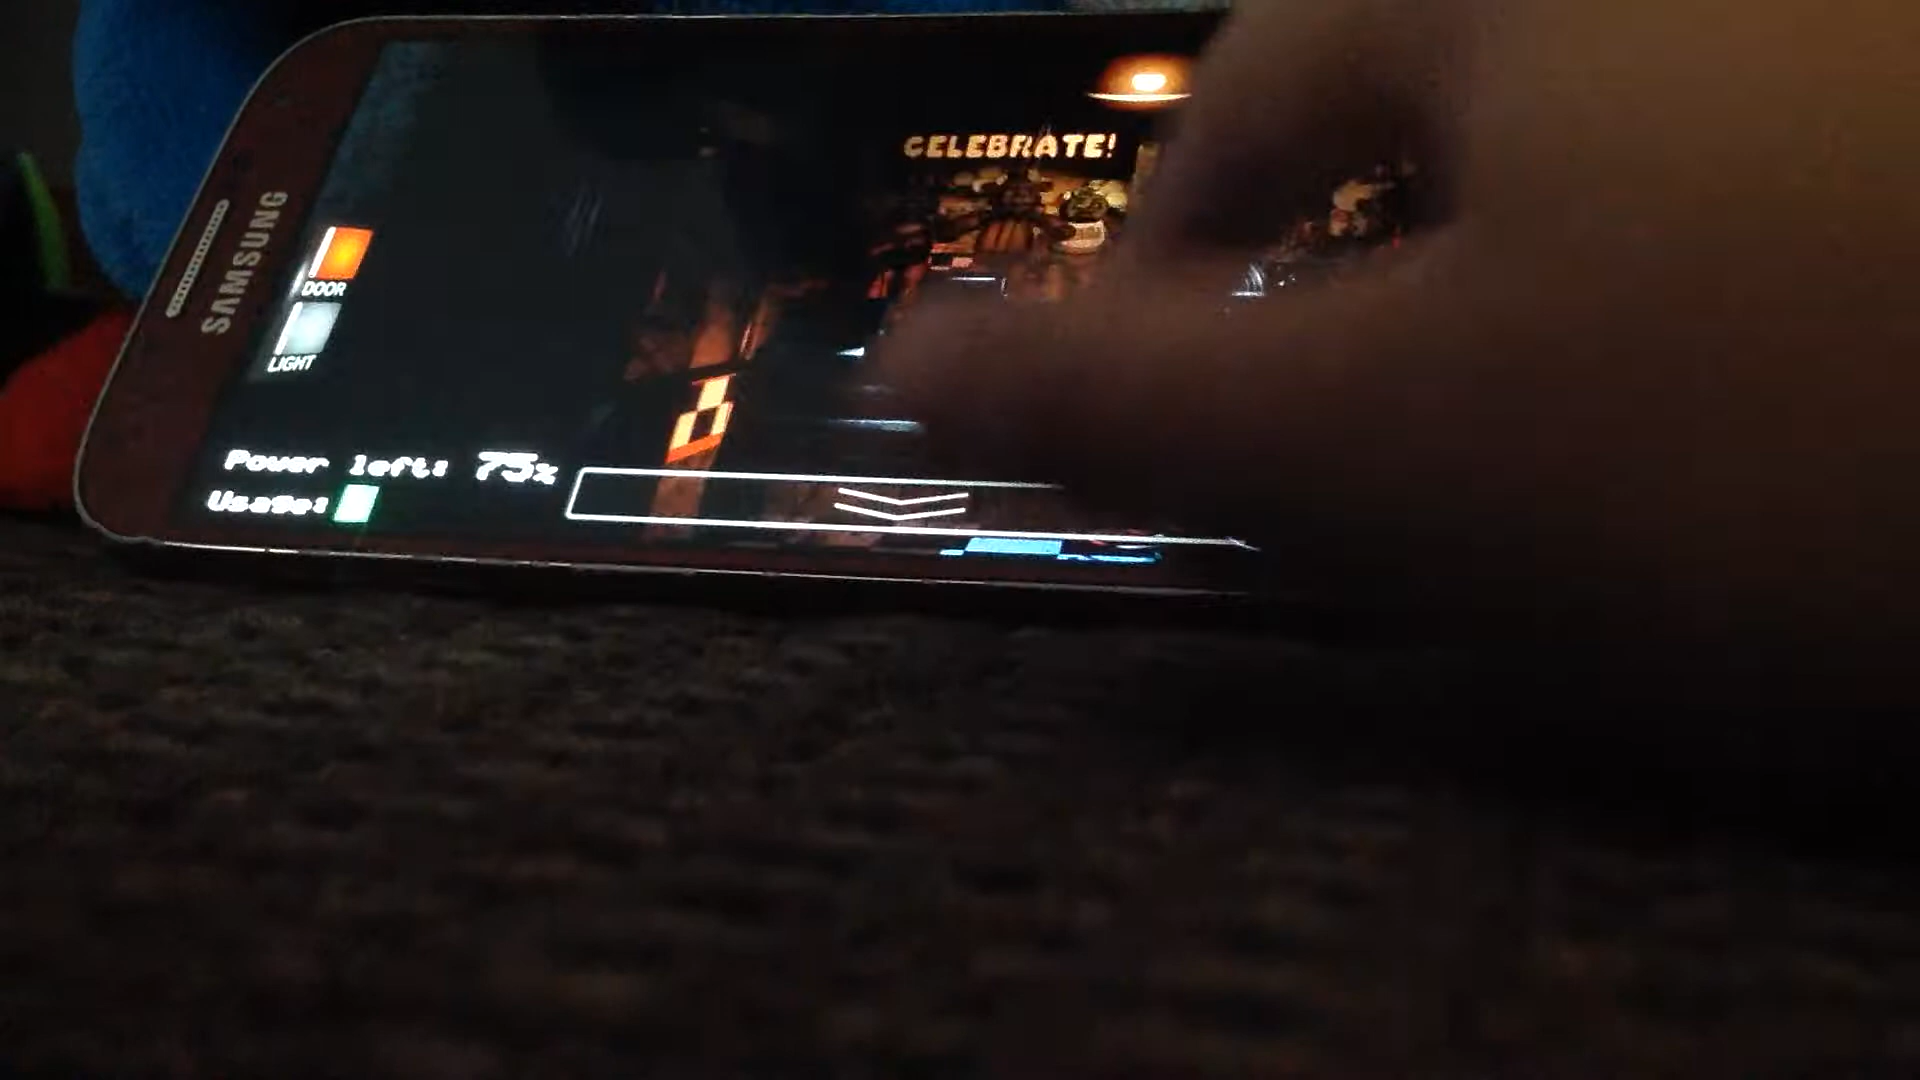 CELEBRATE!
SAMSUNG
DOOR
LIGHT
Power left: 75%
Usage: